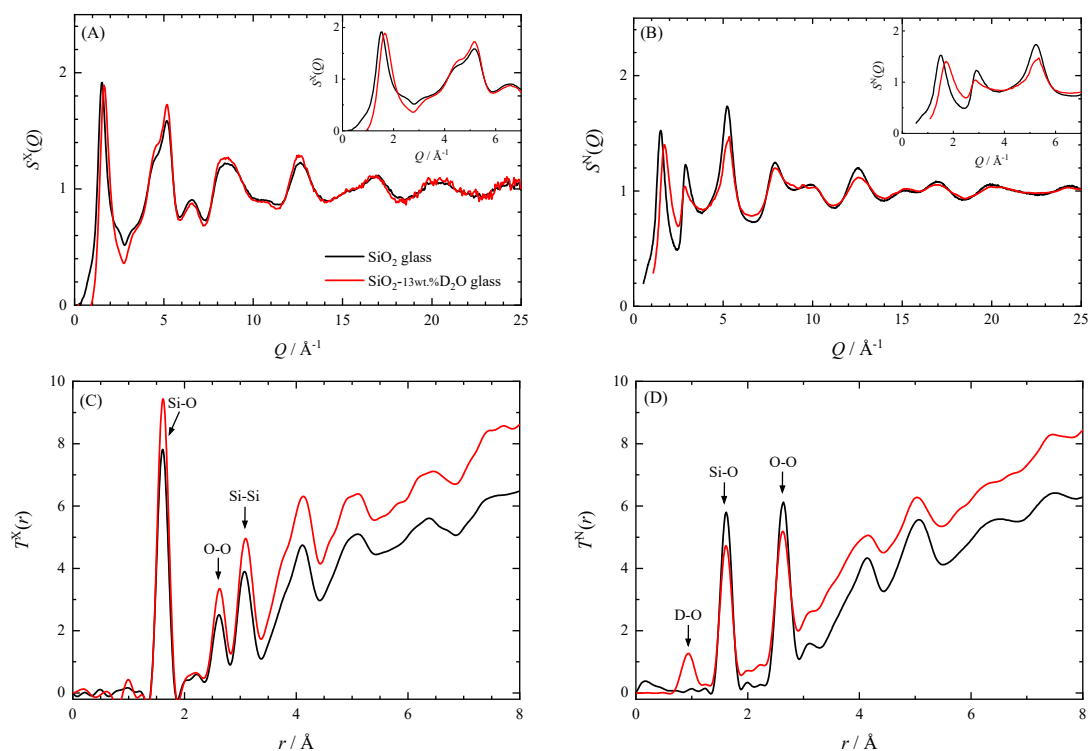 (A)
S^X(Q)
0
1
2
0
5
10
15
20
25
Q / Å⁻¹
SiO₂ glass
SiO₂-13wt.%D₂O glass
S^X(Q)
0
1
2
0
2
4
6
Q / Å⁻¹
(B)
S^N(Q)
0
1
2
0
5
10
15
20
25
Q / Å⁻¹
S^N(Q)
0
1
2
0
2
4
6
Q / Å⁻¹
(C)
T^X(r)
0
2
4
6
8
10
0
2
4
6
8
r / Å
Si-O
O-O
Si-Si
(D)
T^N(r)
0
2
4
6
8
10
0
2
4
6
8
r / Å
D-O
Si-O
O-O